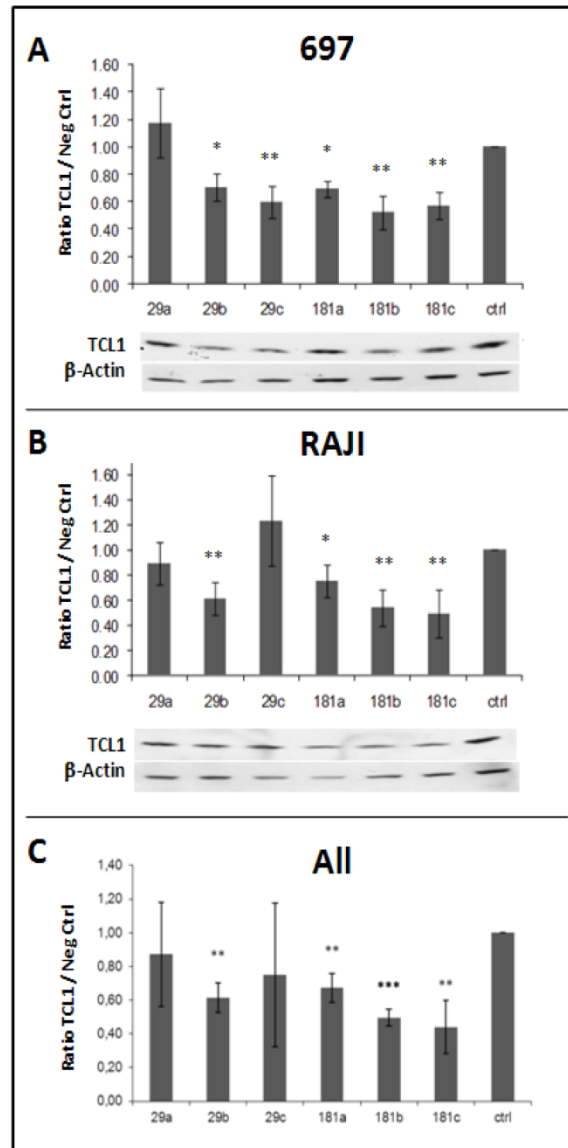 A 697
1.60
1.40
1.20
1.00
0.80
0.60
0.40
0.20
0.00
Ratio TCL1 / Neg Ctrl
* ** * ** **
29a 29b 29c 181a 181b 181c ctrl
TCL1
β-Actin
B RAJI
1.60
1.40
1.20
1.00
0.80
0.60
0.40
0.20
0.00
Ratio TCL1 / Neg Ctrl
** * ** **
29a 29b 29c 181a 181b 181c ctrl
TCL1
β-Actin
C All
1,40
1,20
1,00
0,80
0,60
0,40
0,20
0,00
Ratio TCL1 / Neg Ctrl
** ** *** **
29a 29b 29c 181a 181b 181c ctrl